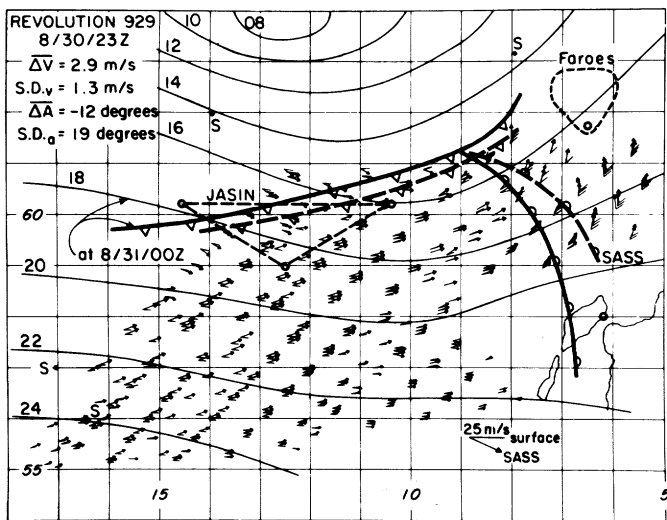 REVOLUTION 929
8/30/23Z
ΔV = 2.9 m/s
S.D.v = 1.3 m/s
ΔA = -12 degrees
S.D.a = 19 degrees
10
08
12
14
16
18
S
S
Faroes
JASIN
60
at 8/31/00Z
20
SASS
22
S
24
S
25 m/s surface
SASS
55
15
10
5